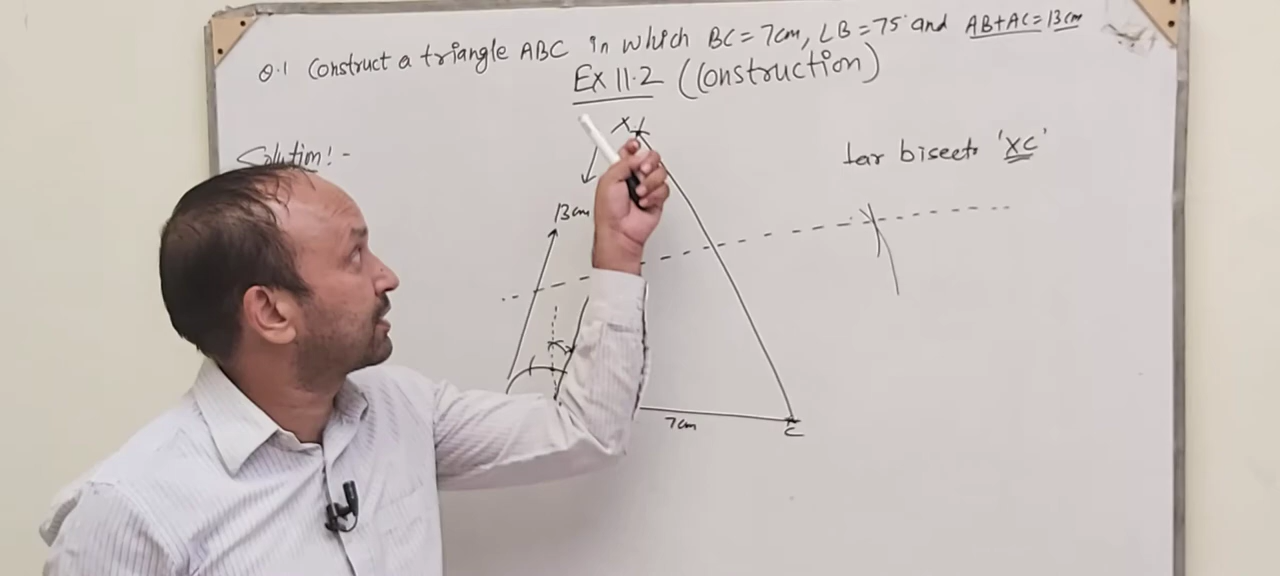 Q.1 Construct a triangle ABC in which BC = 7cm, ∠B = 75° and AB+AC = 13cm
Ex 11.2 (Construction)
Solution:-
X
lar bisects 'XC'
13cm
7cm
C